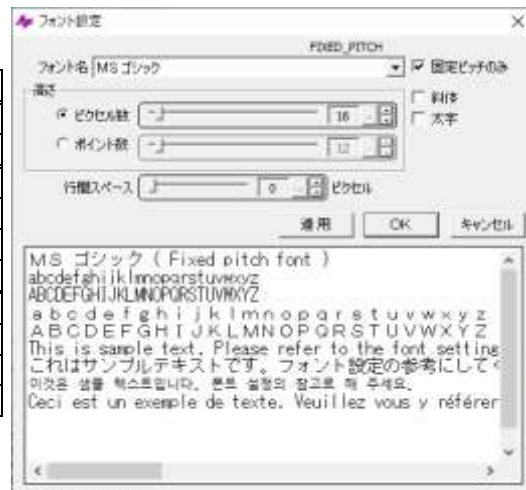 フォント設定
FIXED_PITCH
フォント名 MS ゴシック 固定ピッチのみ
高さ
斜体
ピクセル数 16
太字
ポイント数 12
行間スペース 0 ピクセル
適用 OK キャンセル
MS ゴシック ( Fixed pitch font )
abcdefghijklmnopqrstuvwxyz
ABCDEFGHIJKLMNOPQRSTUVWXYZ
a b c d e f g h i j k l m n o p q r s t u v w x y z
A B C D E F G H I J K L M N O P Q R S T U V W X Y Z
This is sample text. Please refer to the font setting
これはサンプルテキストです。フォント設定の参考にしてく
이것은 샘플 텍스트입니다. 폰트 설정의 참고로 해 주세요.
Ceci est un exemple de texte. Veuillez vous y référer